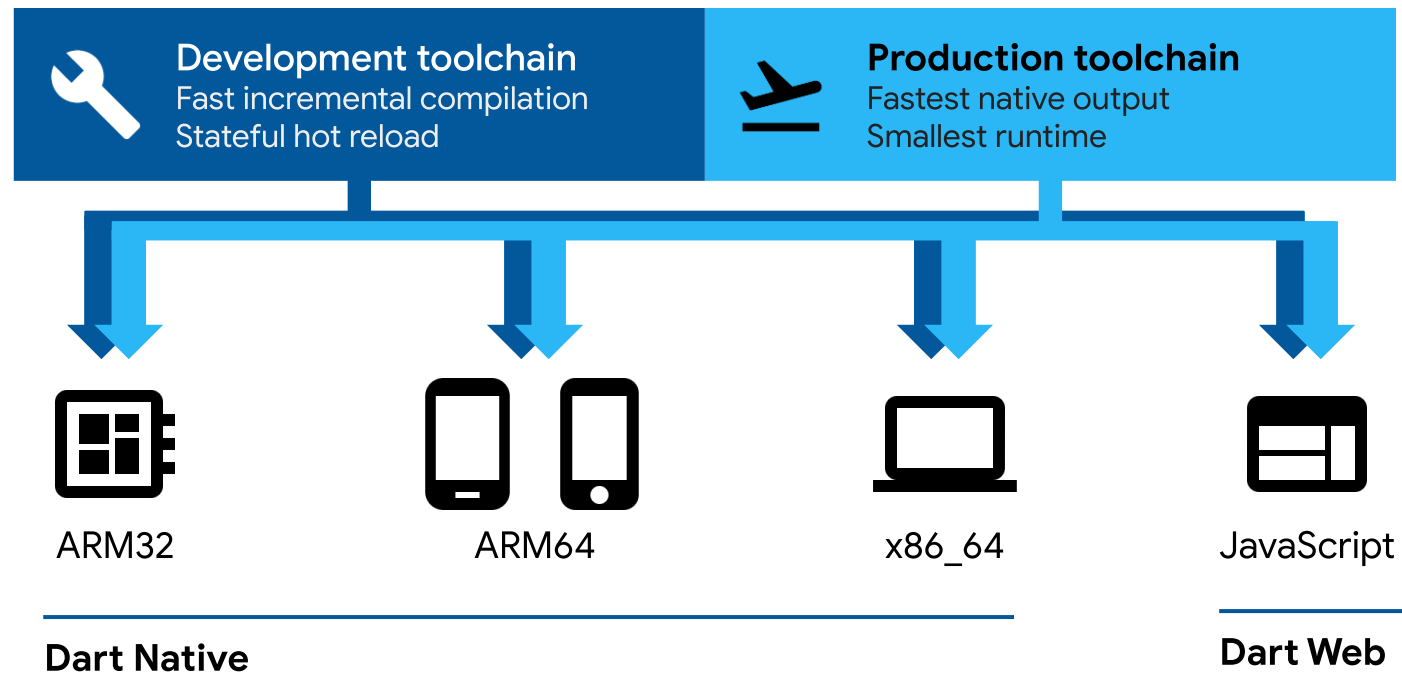 Development toolchain
Fast incremental compilation
Stateful hot reload
Production toolchain
Fastest native output
Smallest runtime
ARM32
ARM64
x86_64
JavaScript
Dart Native
Dart Web